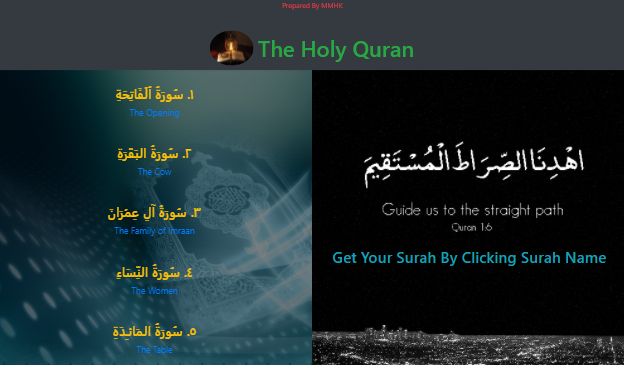 Prepared By MMHK
The Holy Quran
١. سُورَةُ ٱلْفَاتِحَةِ
The Opening
٢. سُورَةُ البَقَرَةِ
The Cow
٣. سُورَةُ آلِ عِمۡرَانَ
The Family of Imraan
٤. سُورَةُ النِّسَاءِ
The Women
٥. سُورَةُ المَائـِدَةِ
The Table
اهْدِنَا الصِّرَاطَ الْمُسْتَقِيمَ
Guide us to the straight path
Quran 1:6
Get Your Surah By Clicking Surah Name